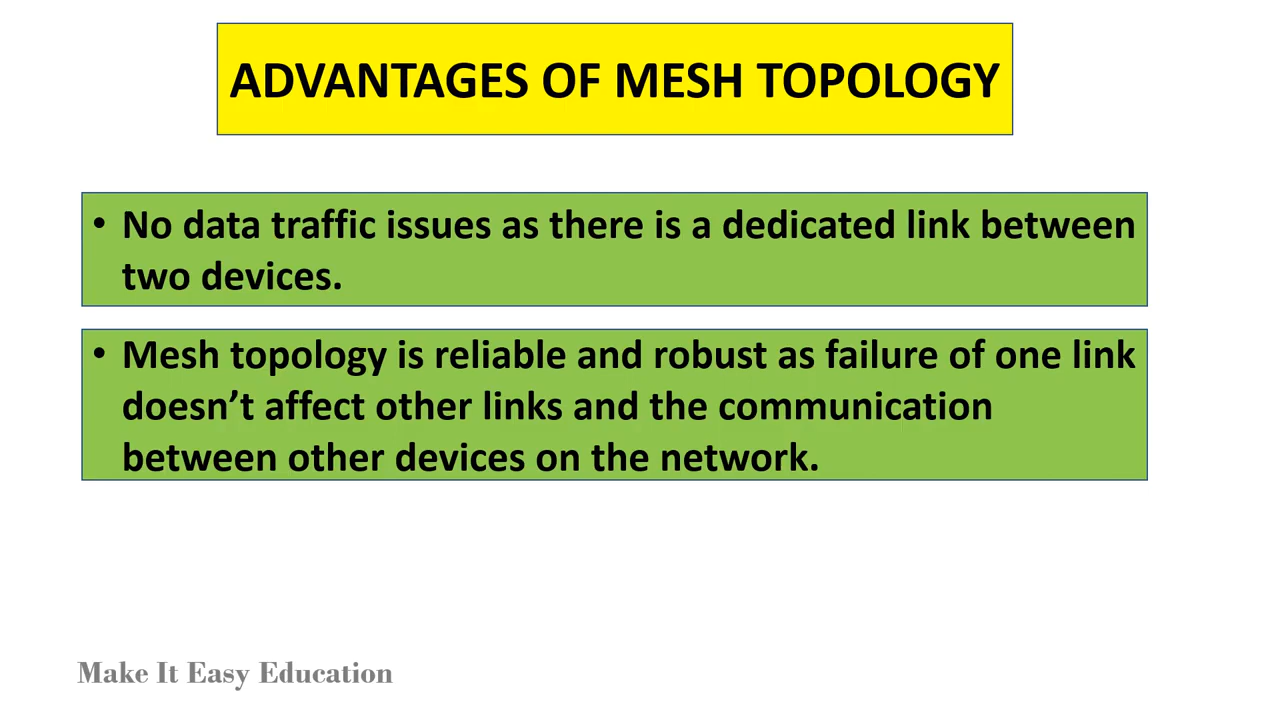 ADVANTAGES OF MESH TOPOLOGY
• No data traffic issues as there is a dedicated link between
two devices.
• Mesh topology is reliable and robust as failure of one link
doesn’t affect other links and the communication
between other devices on the network.
Make It Easy Education